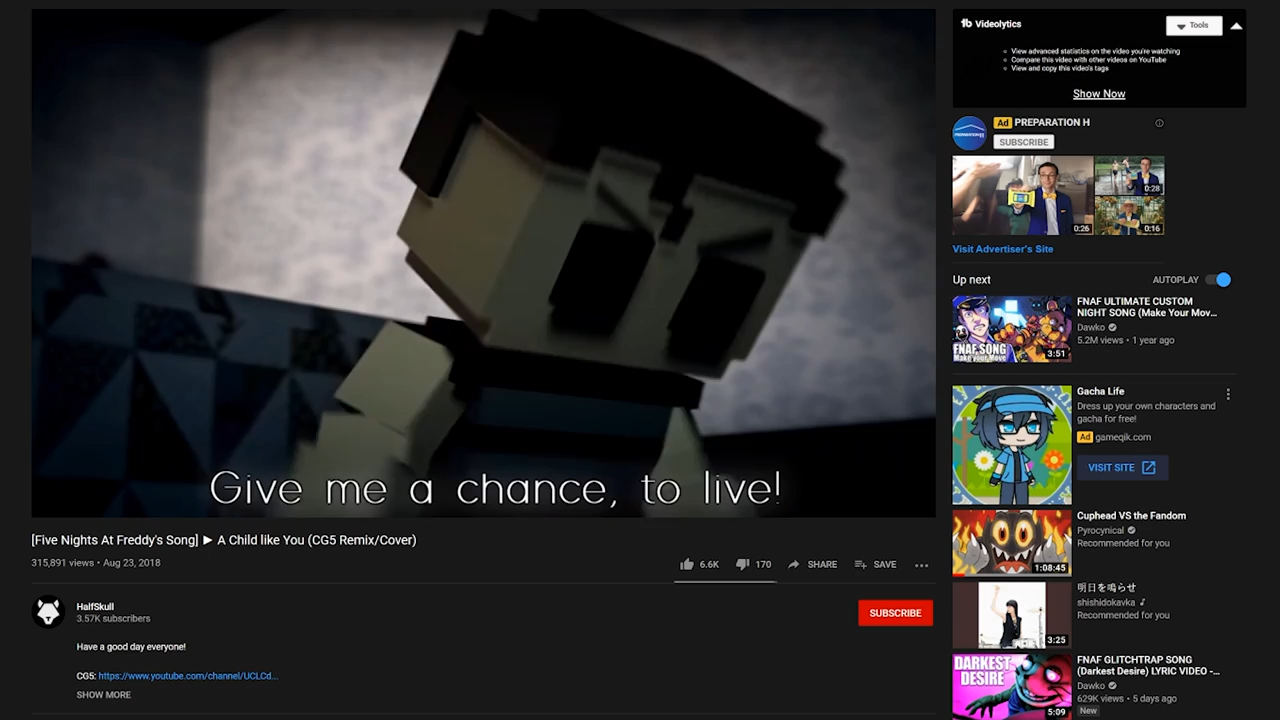 Give me a chance, to live!
[Five Nights At Freddy's Song] ► A Child like You (CG5 Remix/Cover)
315,891 views • Aug 23, 2018
6.6K
170
SHARE
SAVE
HalfSkull
3.57K subscribers
SUBSCRIBE
Have a good day everyone!
CG5: https://www.youtube.com/channel/UCLCd...
SHOW MORE
Videolytics
Tools
View advanced statistics on the video you're watching
Compare this video with other videos on YouTube
View and copy this video's tags
Show Now
Ad PREPARATION H
SUBSCRIBE
0:26
0:28
0:16
Visit Advertiser's Site
Up next
AUTOPLAY
FNAF SONG
Make your Move
3:51
FNAF ULTIMATE CUSTOM
NIGHT SONG (Make Your Mov...
Dawko
5.2M views • 1 year ago
Gacha Life
Dress up your own characters and
gacha for free!
Ad gameqik.com
VISIT SITE
1:08:45
Cuphead VS the Fandom
Pyrocynical
Recommended for you
3:25
明日を鳴らせ
shishidokavka
Recommended for you
DARKEST
DESIRE
5:09
FNAF GLITCHTRAP SONG
(Darkest Desire) LYRIC VIDEO -...
Dawko
629K views • 5 days ago
New